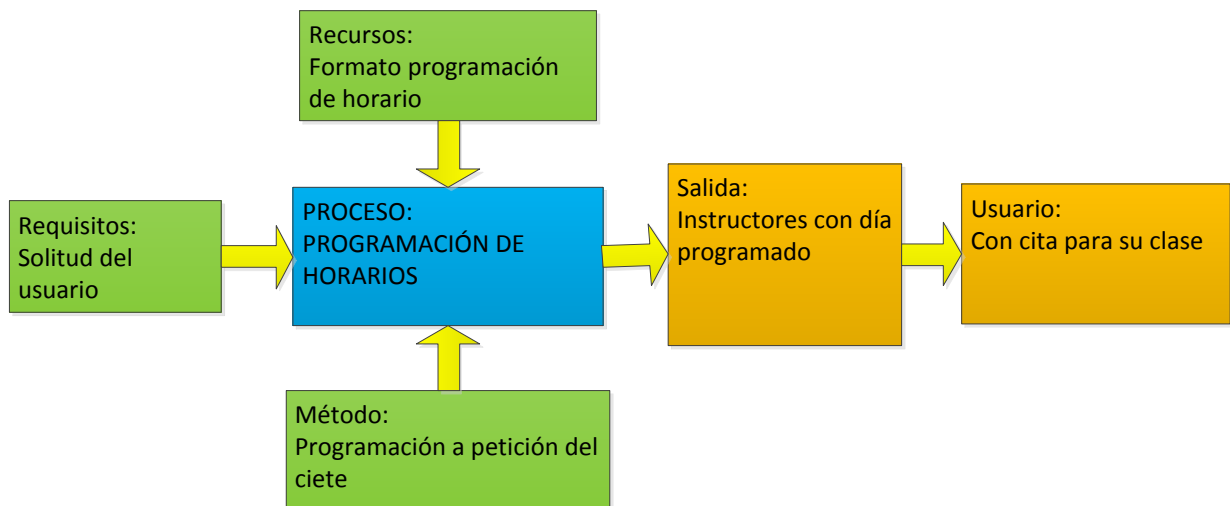 Recursos:
Formato programación
de horario
Requisitos:
Solitud del
usuario
PROCESO:
PROGRAMACIÓN DE
HORARIOS
Salida:
Instructores con día
programado
Usuario:
Con cita para su clase
Método:
Programación a petición del
ciete